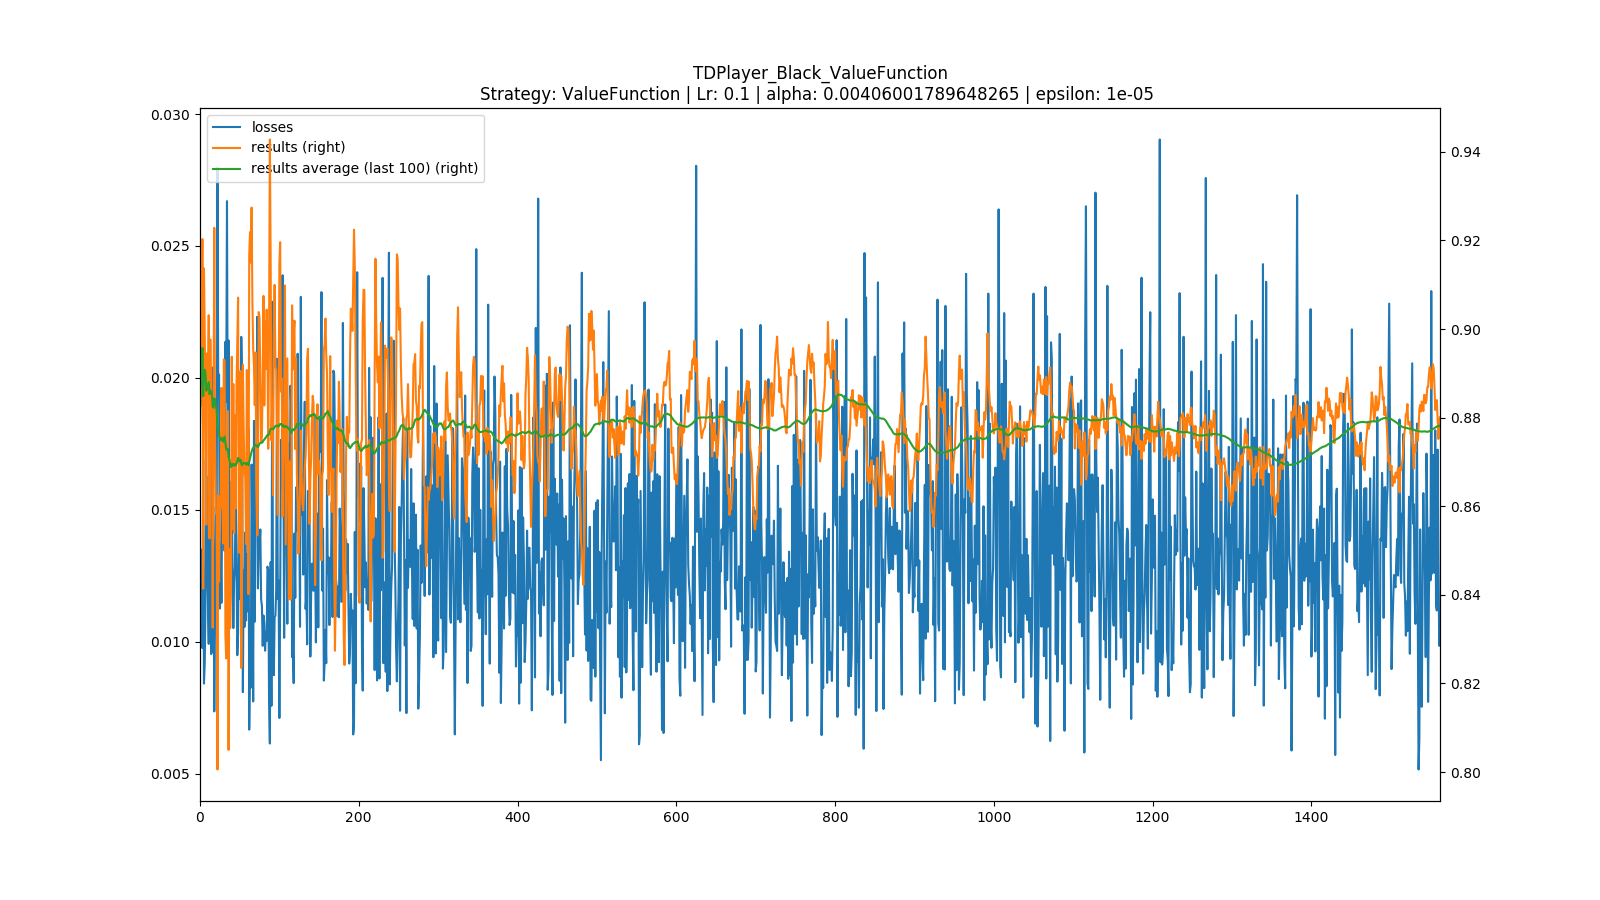 TDPlayer_Black_ValueFunction
Strategy: ValueFunction | Lr: 0.1 | alpha: 0.00406001789648265 | epsilon: 1e-05
losses
results (right)
results average (last 100) (right)
0.030
0.025
0.020
0.015
0.010
0.005
0.94
0.92
0.90
0.88
0.86
0.84
0.82
0.80
0 200 400 600 800 1000 1200 1400